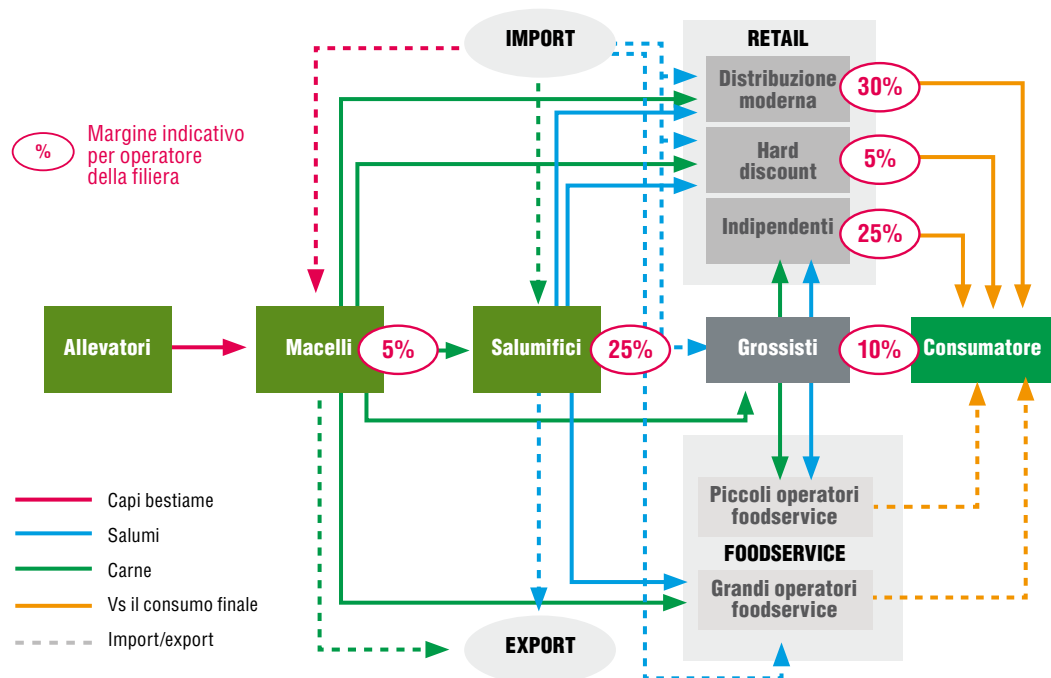 IMPORT
RETAIL
Distribuzione
moderna
30%
%
Margine indicativo
per operatore
della filiera
Hard
discount
5%
Indipendenti
25%
Allevatori
Macelli
5%
Salumifici
25%
Grossisti
10%
Consumatore
Capi bestiame
Salumi
Carne
Vs il consumo finale
Import/export
Piccoli operatori
foodservice
FOODSERVICE
Grandi operatori
foodservice
EXPORT